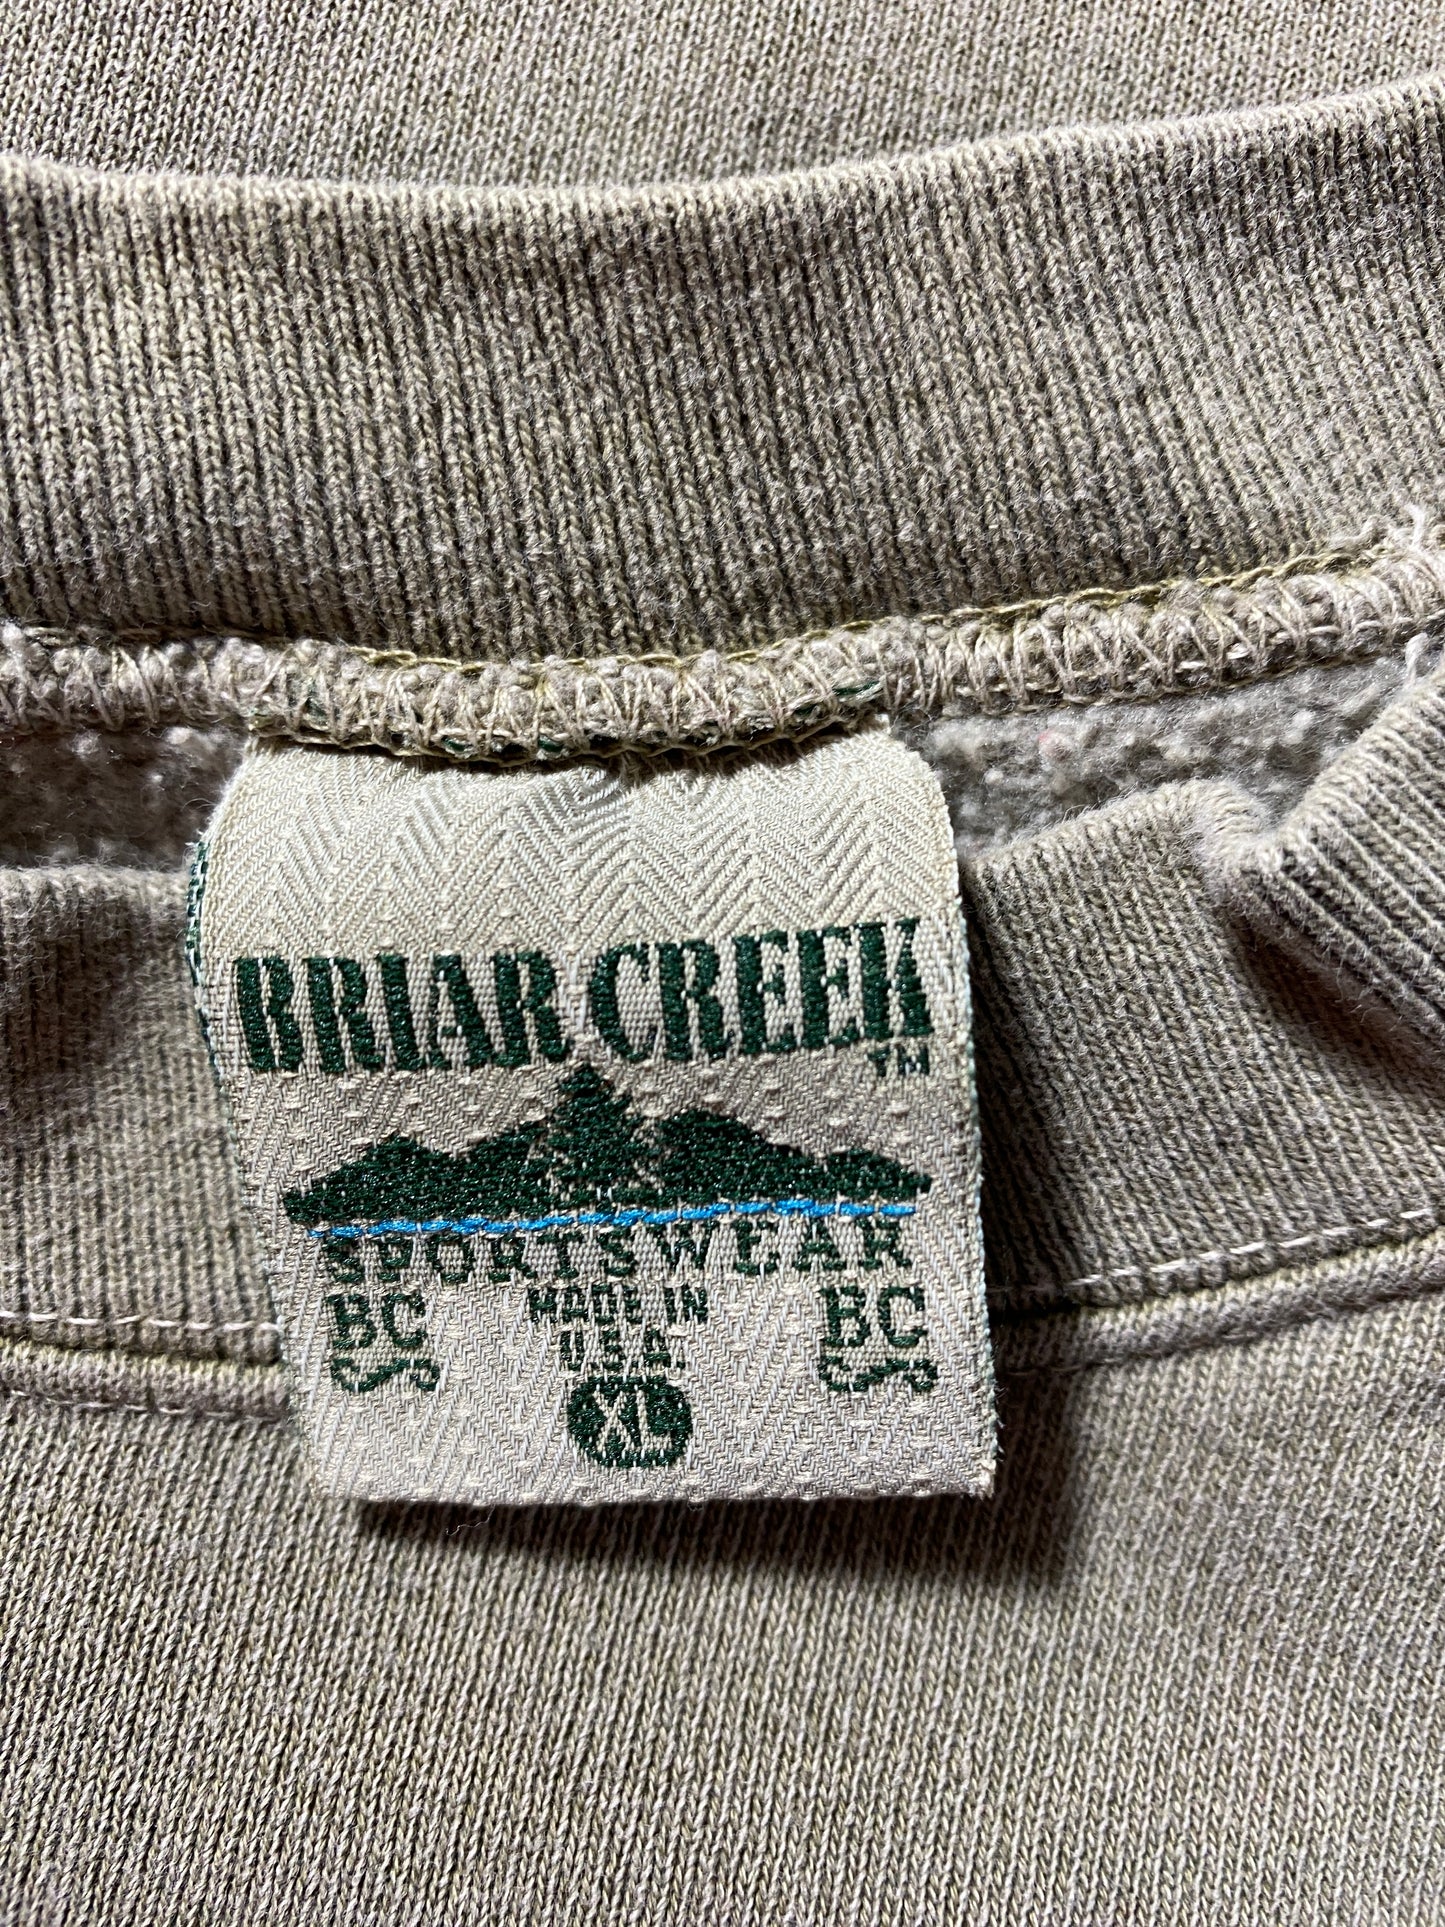 BRIAR CREEK
TM
SPORTSWEAR
BC MADE IN BC
U.S.A.
XL